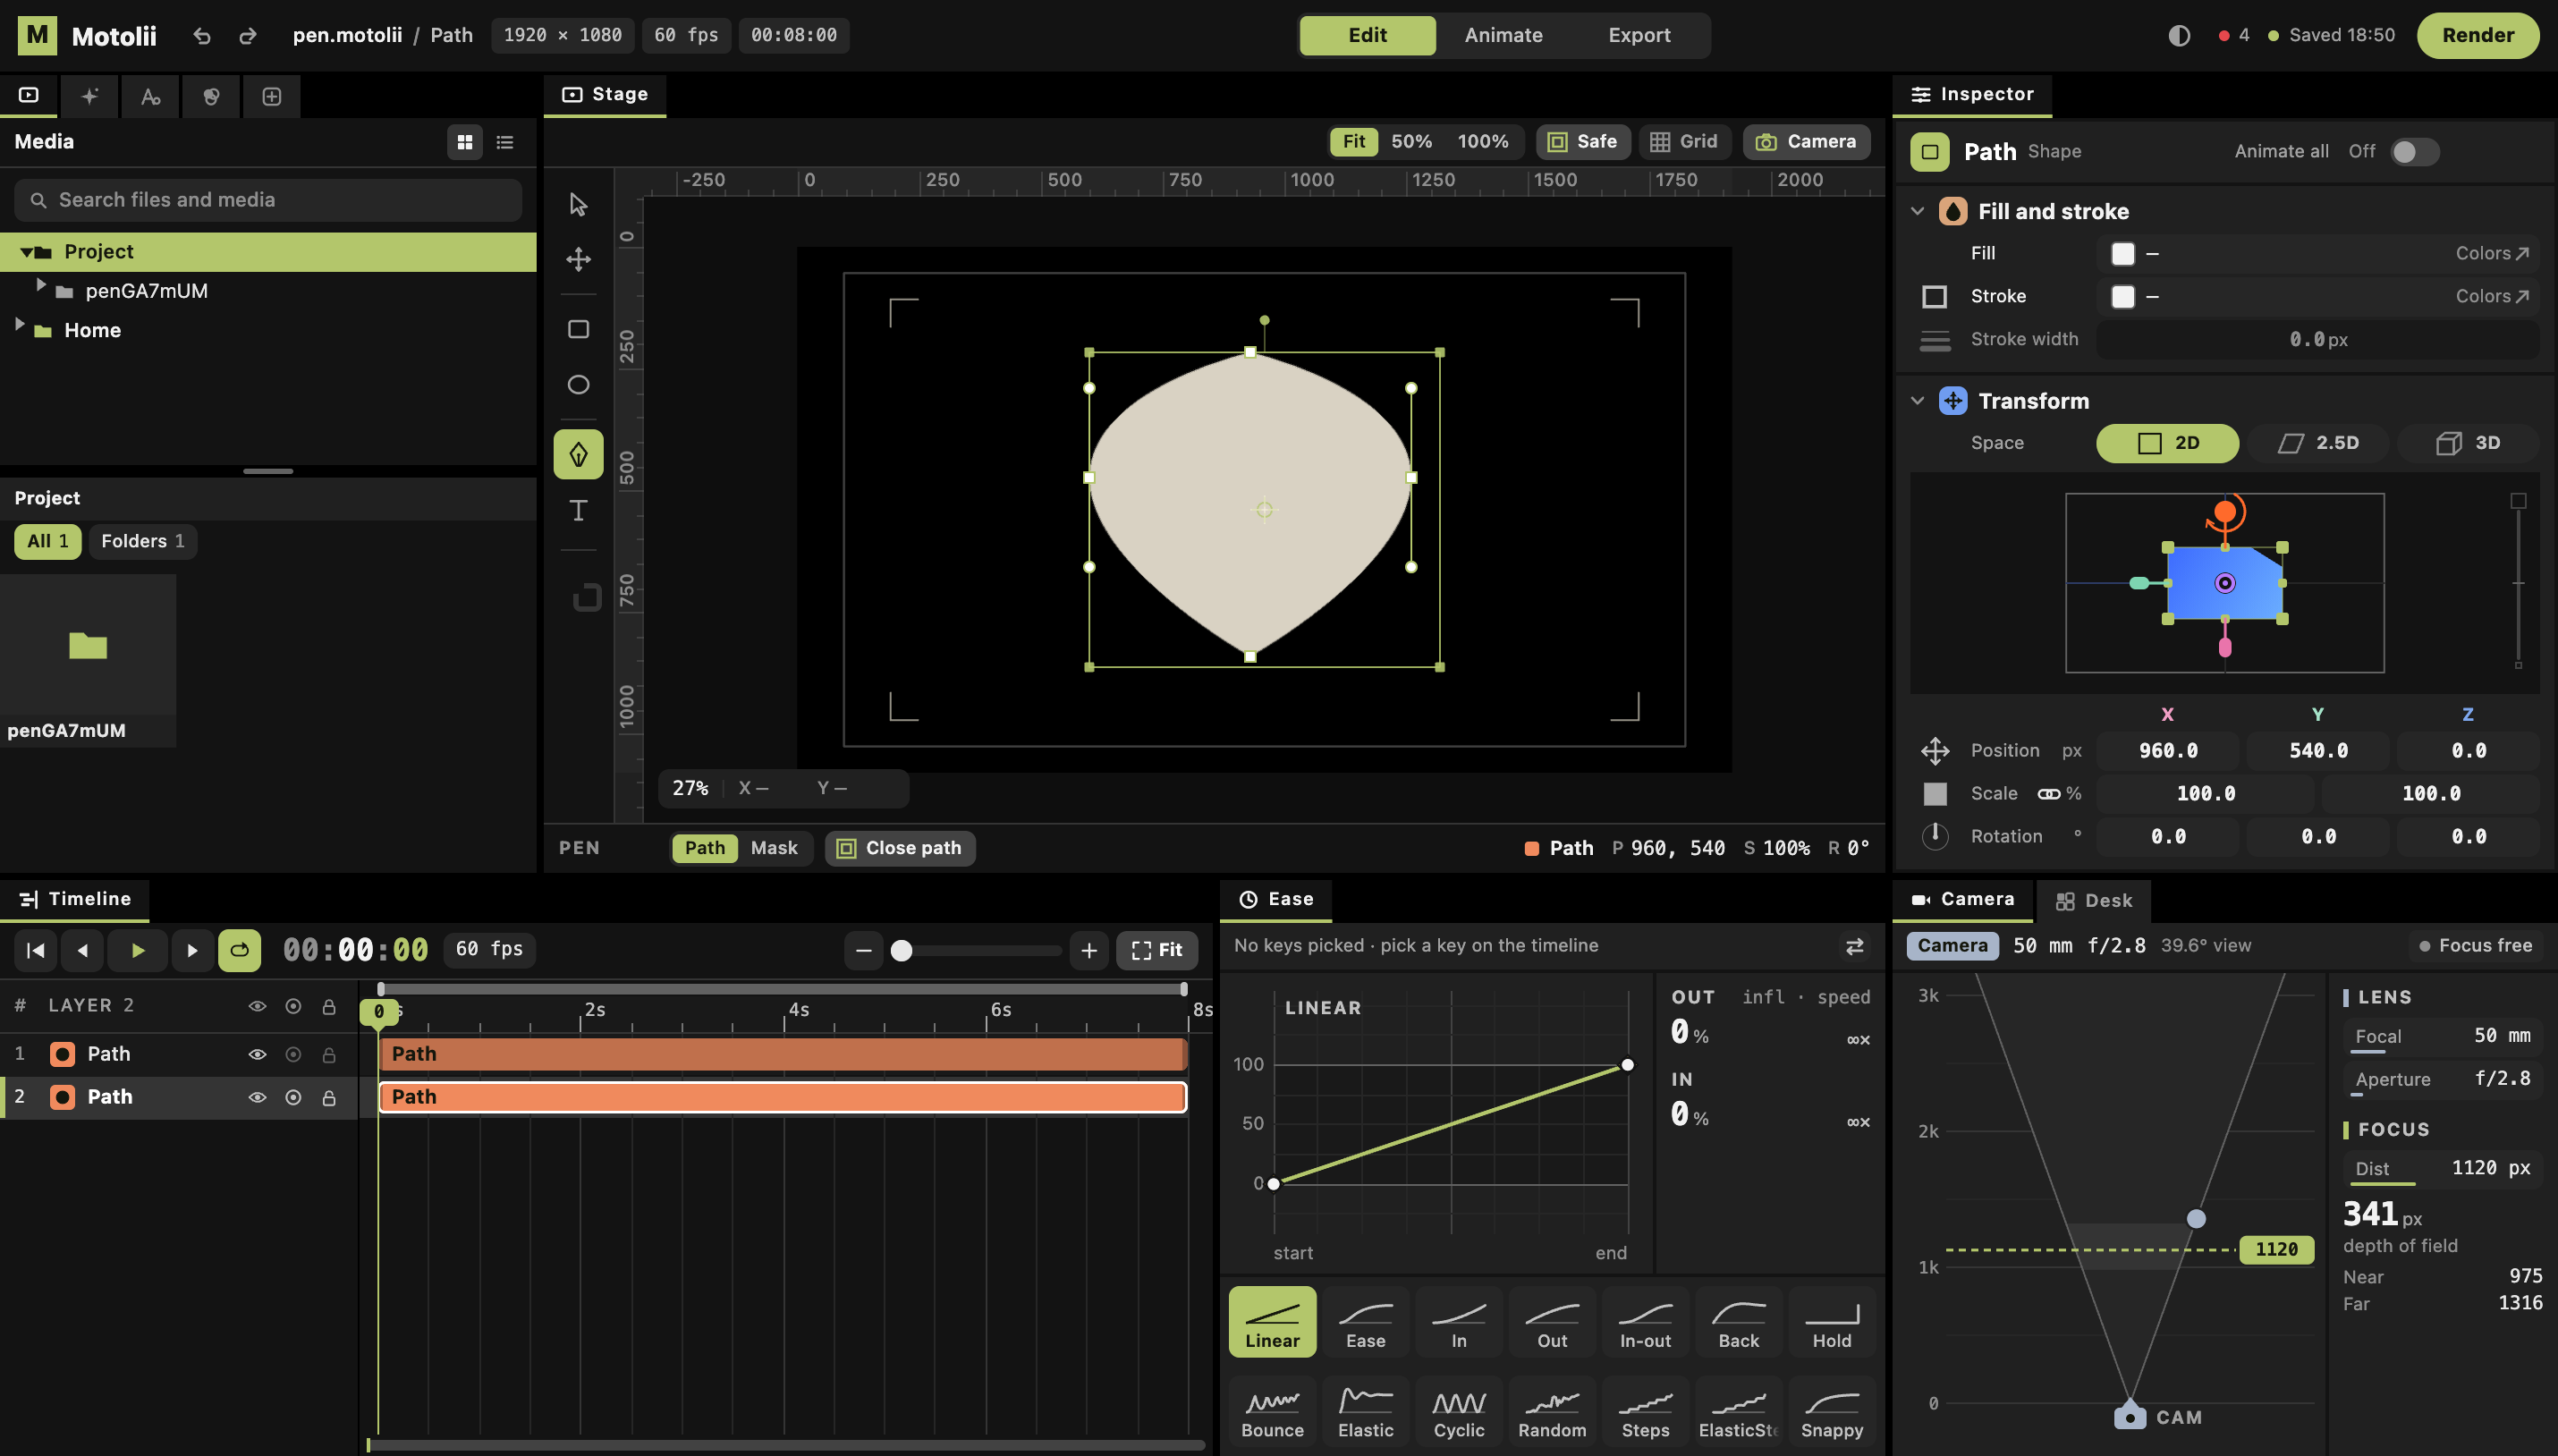 M Motolii pen.motolii / Path 1920 × 1080 60 fps 00:08:00 Edit Animate Export 4 Saved 18:50 Render
Media
Search files and media
Project
penGA7mUM
Home
Project
All 1 Folders 1
penGA7mUM
Stage
Fit 50% 100% Safe Grid Camera
-250 0 250 500 750 1000 1250 1500 1750 2000
0
250
500
750
1000
27% X — Y —
PEN Path Mask Close path Path P 960, 540 S 100% R 0°
Inspector
Path Shape Animate all Off
Fill and stroke
Fill — Colors
Stroke — Colors
Stroke width 0.0 px
Transform
Space 2D 2.5D 3D
X Y Z
Position px 960.0 540.0 0.0
Scale % 100.0 100.0
Rotation ° 0.0 0.0 0.0
Timeline
00:00:00 60 fps Fit
# LAYER 2
0 s 2s 4s 6s 8s
1 Path Path
2 Path Path
Ease
No keys picked · pick a key on the timeline
LINEAR
100
50
0
start end
OUT infl · speed
0 % ∞×
IN
0 % ∞×
Linear Ease In Out In-out Back Hold
Bounce Elastic Cyclic Random Steps ElasticSte Snappy
Camera Desk
Camera 50 mm f/2.8 39.6° view Focus free
3k
2k
1k
0
1120
CAM
LENS
Focal 50 mm
Aperture f/2.8
FOCUS
Dist 1120 px
341 px
depth of field
Near 975
Far 1316